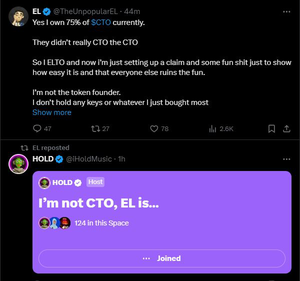 EL @TheUnpopularEL · 44m
Yes I own 75% of $CTO currently.
They didn't really CTO the CTO
So I ELTO and now i'm just setting up a claim and some fun shit just to show
how easy it is and that everyone else ruins the fun.
I'm not the token founder.
I don't hold any keys or whatever I just bought most
Show more
47 27 78 2.6K
EL reposted
HOLD @iHoldMusic · 1h
HOLD Host
I'm not CTO, EL is...
124 in this Space
··· Joined